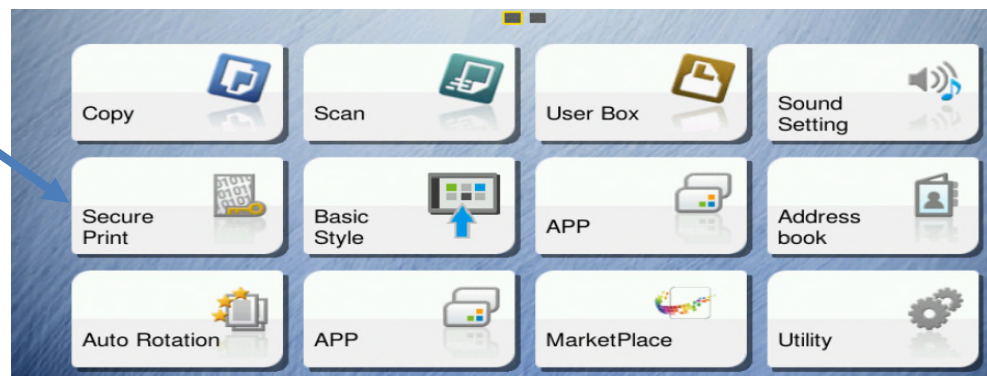 Copy
Scan
User Box
Sound
Setting
Secure
Print
Basic
Style
APP
Address
book
Auto Rotation
APP
MarketPlace
Utility